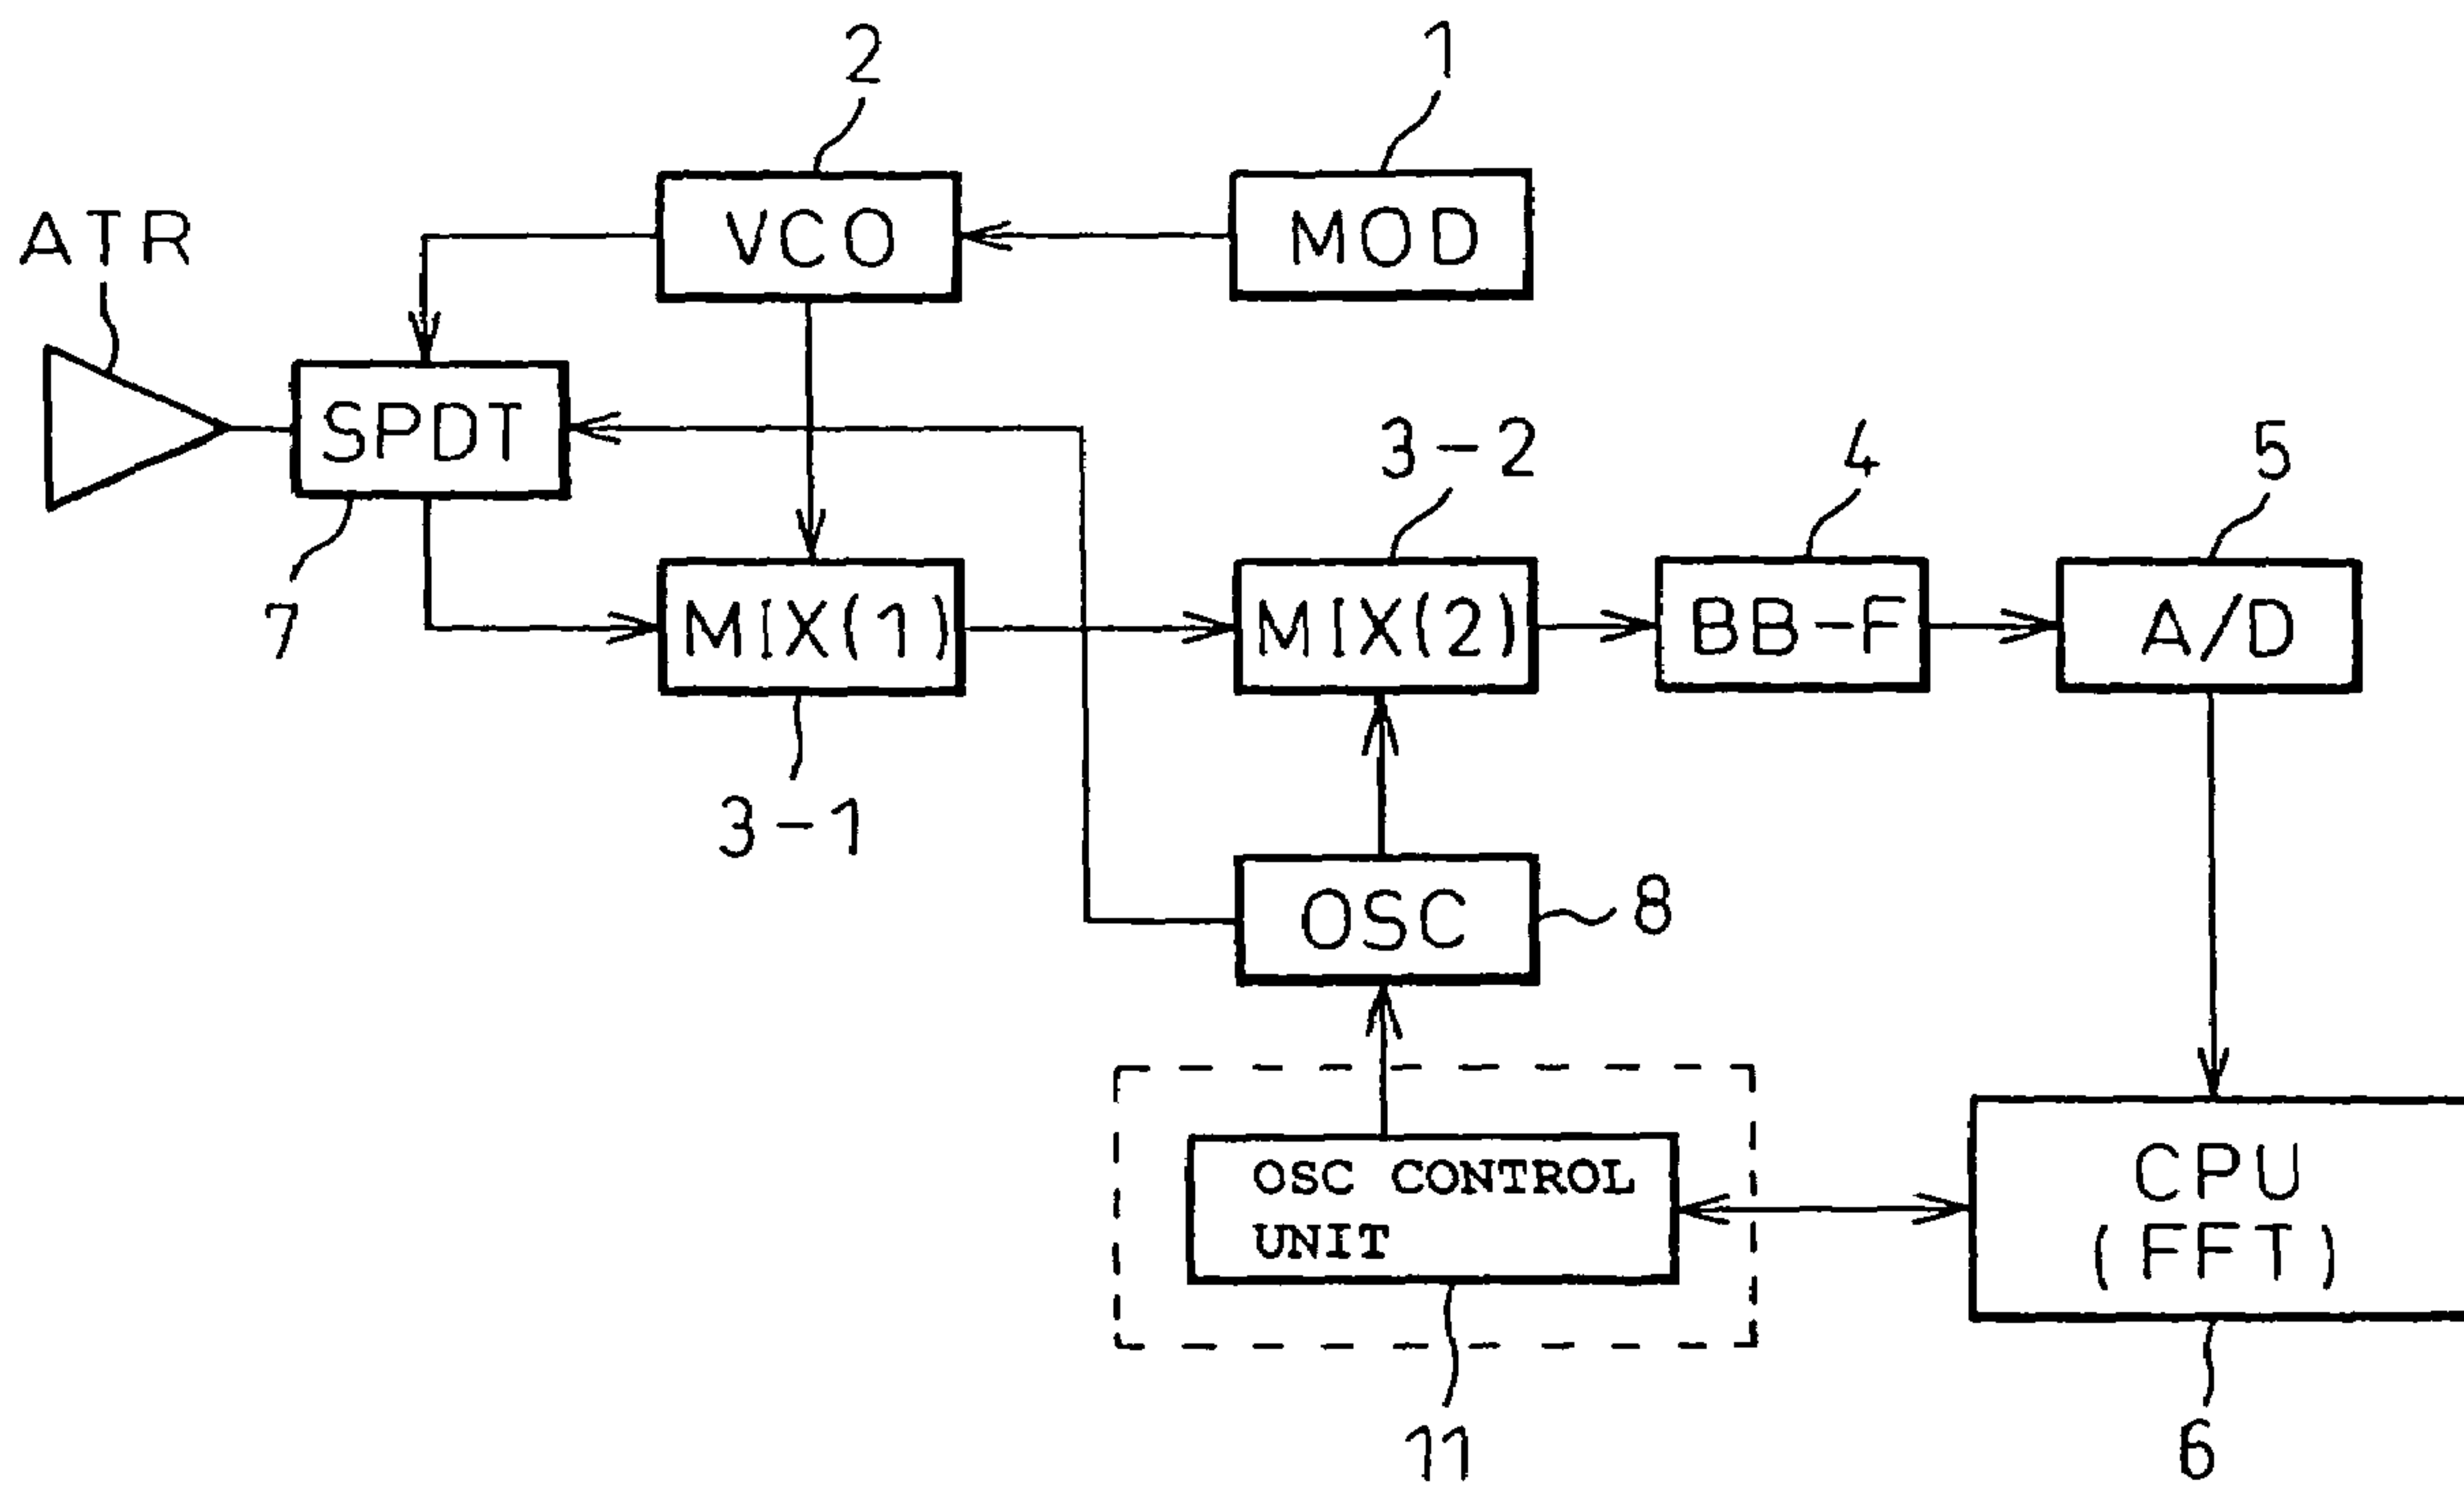 2
1
ATR
VCO
MOD
SPDT
3-2
4
5
7
MIX(1)
MIX(2)
BB-F
A/D
3-1
OSC
8
OSC CONTROL
UNIT
CPU
(FFT)
11
6